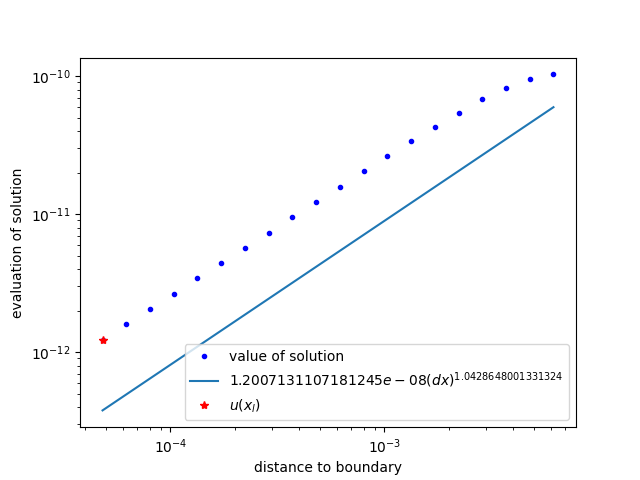 10⁻¹⁰
10⁻¹¹
10⁻¹²
evaluation of solution
value of solution
1.2007131107181245e − 08(dx)^1.0428648001331324
u(x_l)
10⁻⁴
10⁻³
distance to boundary